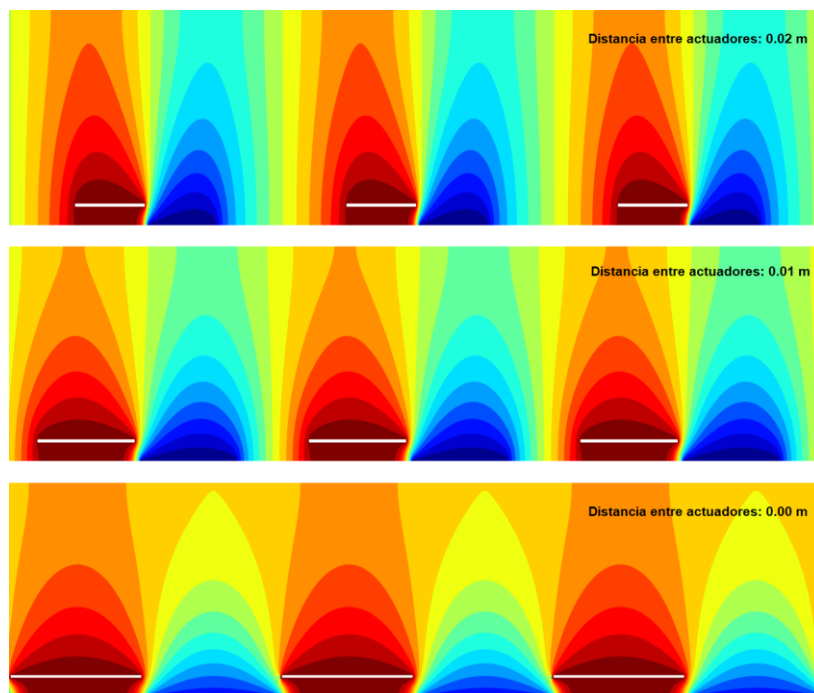 Distancia entre actuadores: 0.02 m
Distancia entre actuadores: 0.01 m
Distancia entre actuadores: 0.00 m